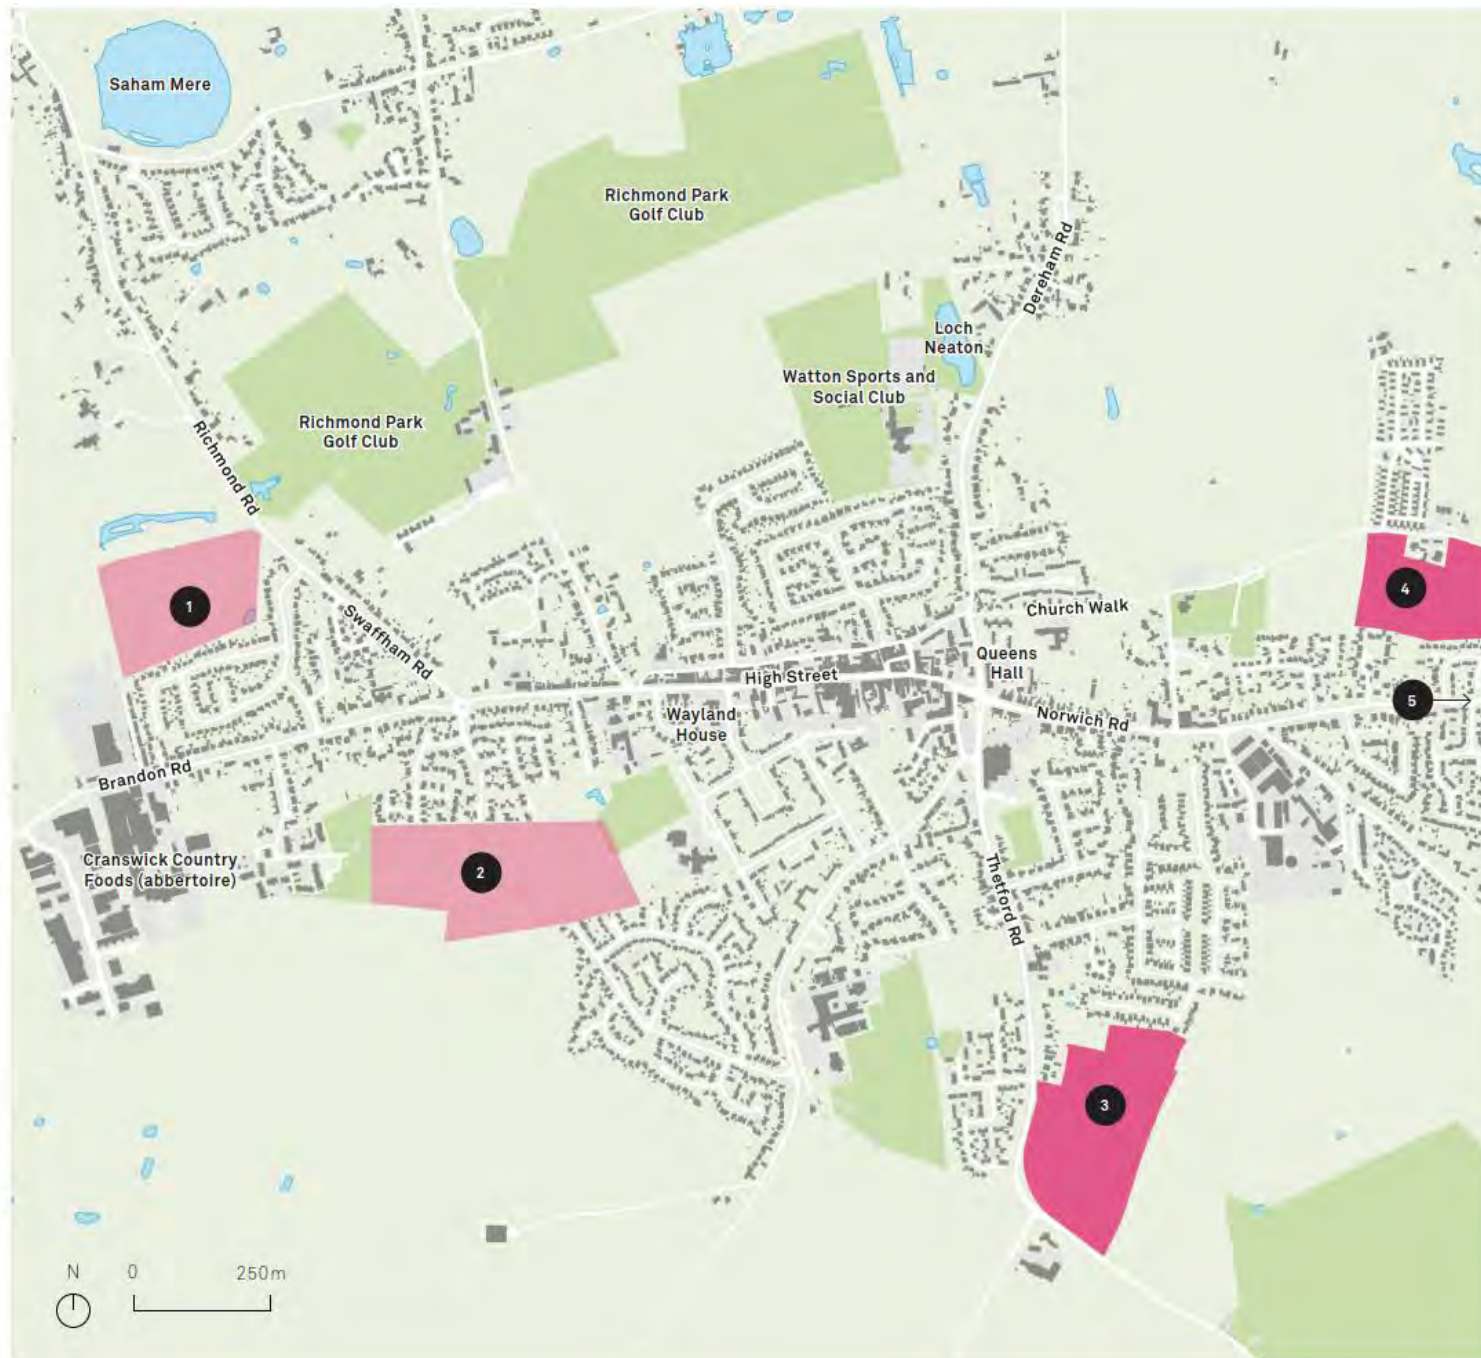 Saham Mere
Richmond Park
Golf Club
Dereham Rd
Loch
Neaton
Watton Sports and
Social Club
Richmond Park
Golf Club
Richmond Rd
1
4
Swaffham Rd
Church Walk
Queens
Hall
High Street
5
Wayland
House
Norwich Rd
Brandon Rd
Cranswick Country
Foods (abbertoire)
2
Thetford Rd
3
N
0
250m